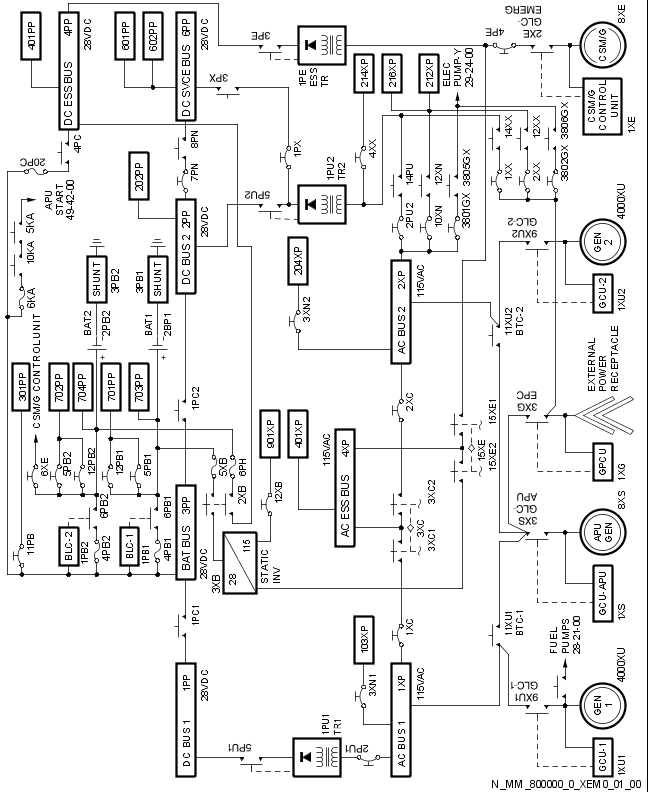 401PP
4PP
28VDC
DC ESS BUS
601PP
602PP
6PP
28VDC
DC SVCE BUS
3PE
1PE
ESS
TR
4PE
2XE
GLC-
EMERG
CSM/G
8XE
3PX
214XP
216XP
212XP
ELEC
PUMP-Y
29-24-00
CSM/G
CONTROL
UNIT
1XE
20PC
4PC
8PN
7PN
202PP
1PX
4XX
14PU
12XN
3805GX
14XX
12XX
3806GX
1XX
2XX
3802GX
APU
START
49-42-00
5KA
10KA
6KA
2PP
28VDC
DC BUS 2
5PU2
1PU2
TR2
2PU2
10XN
3801GX
9XU2
GLC-2
GEN
2
4000XU
SHUNT
3PB2
SHUNT
3PB1
204XP
3XN2
2XP
115VAC
AC BUS 2
GCU-2
1XU2
BAT2
2PB2
BAT1
2BP1
11XU2
BTC-2
EXTERNAL
POWER
RECEPTACLE
301PP
CSM/G CONTROL UNIT
702PP
704PP
701PP
703PP
1PC2
2XC
15XE1
15XE
15XE2
3XG
EPC
901XP
401XP
115VAC
4XP
AC ESS BUS
GPCU
1XG
6XE
5PB2
12PB2
12PB1
5PB1
5XB
6PH
2XB
12XB
3XC2
3XC
3XC1
3XS
GLC-
APU
APU
GEN
8XS
11PB
BLC-2
1PB2
6PB2
4PB2
BLC-1
1PB1
6PB1
4PB1
3PP
28VDC
BAT BUS
3XB
28
115
STATIC
INV
GCU-APU
1XS
1PC1
1XC
103XP
3XN1
11XU1
BTC-1
FUEL
PUMPS
28-21-00
1PP
28VDC
DC BUS 1
5PU1
1PU1
TR1
2PU1
1XP
115VAC
AC BUS 1
9XU1
GLC-1
GEN
1
4000XU
GCU-1
1XU1
N_MM_800000_0_XEM0_01_00